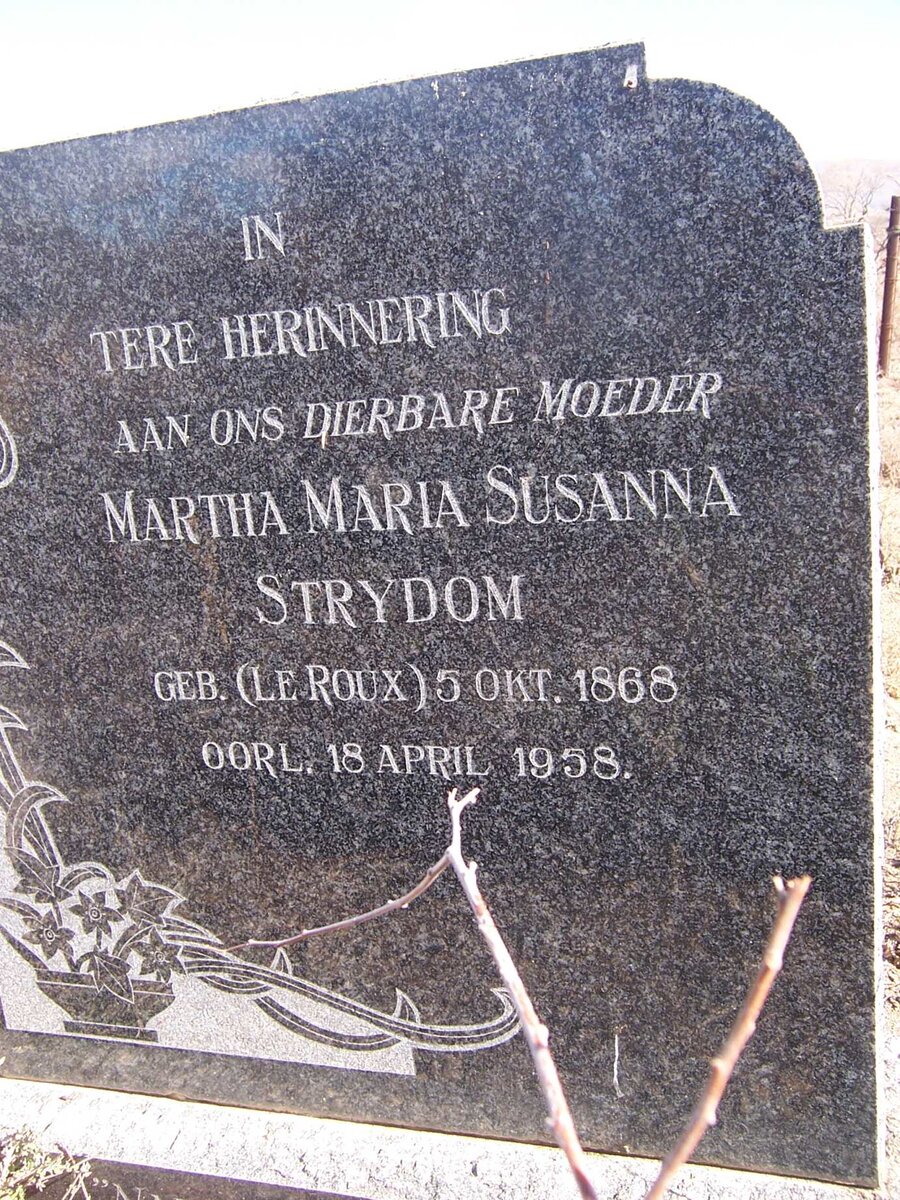 IN
TERE HERINNERING
AAN ONS DIERBARE MOEDER
MARTHA MARIA SUSANNA
STRYDOM
GEB. (LE ROUX) 5 OKT. 1868
OORL. 18 APRIL 1958.